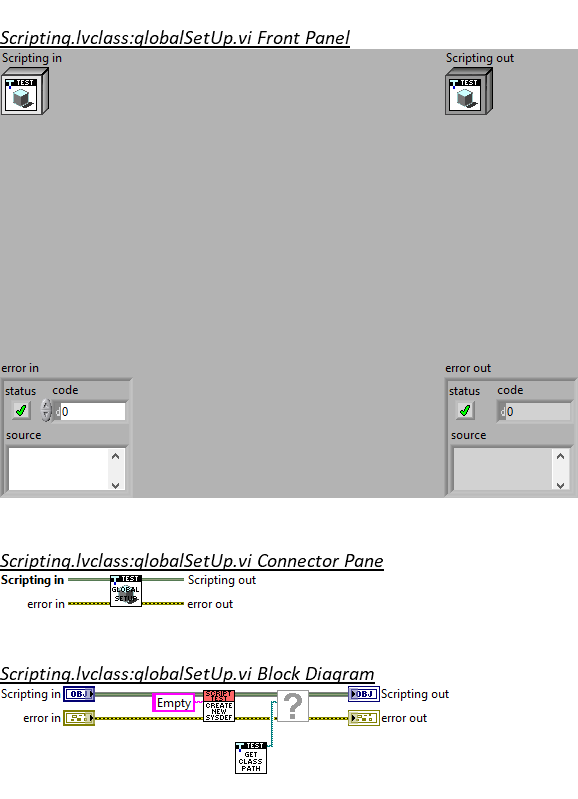 Scripting.lvclass:globalSetUp.vi Front Panel
Scripting in
Scripting out
TEST
TEST
error in
error out
status code
status code
d 0
d 0
source
source
Scripting.lvclass:globalSetUp.vi Connector Pane
Scripting in
TEST
GLOBAL
SETUP
Scripting out
error in
error out
Scripting.lvclass:globalSetUp.vi Block Diagram
Scripting in
OBJ
Empty
SCRIPT
TEST
CREATE
NEW
SYSDEF
?
OBJ
Scripting out
error in
error out
TEST
GET
CLASS
PATH